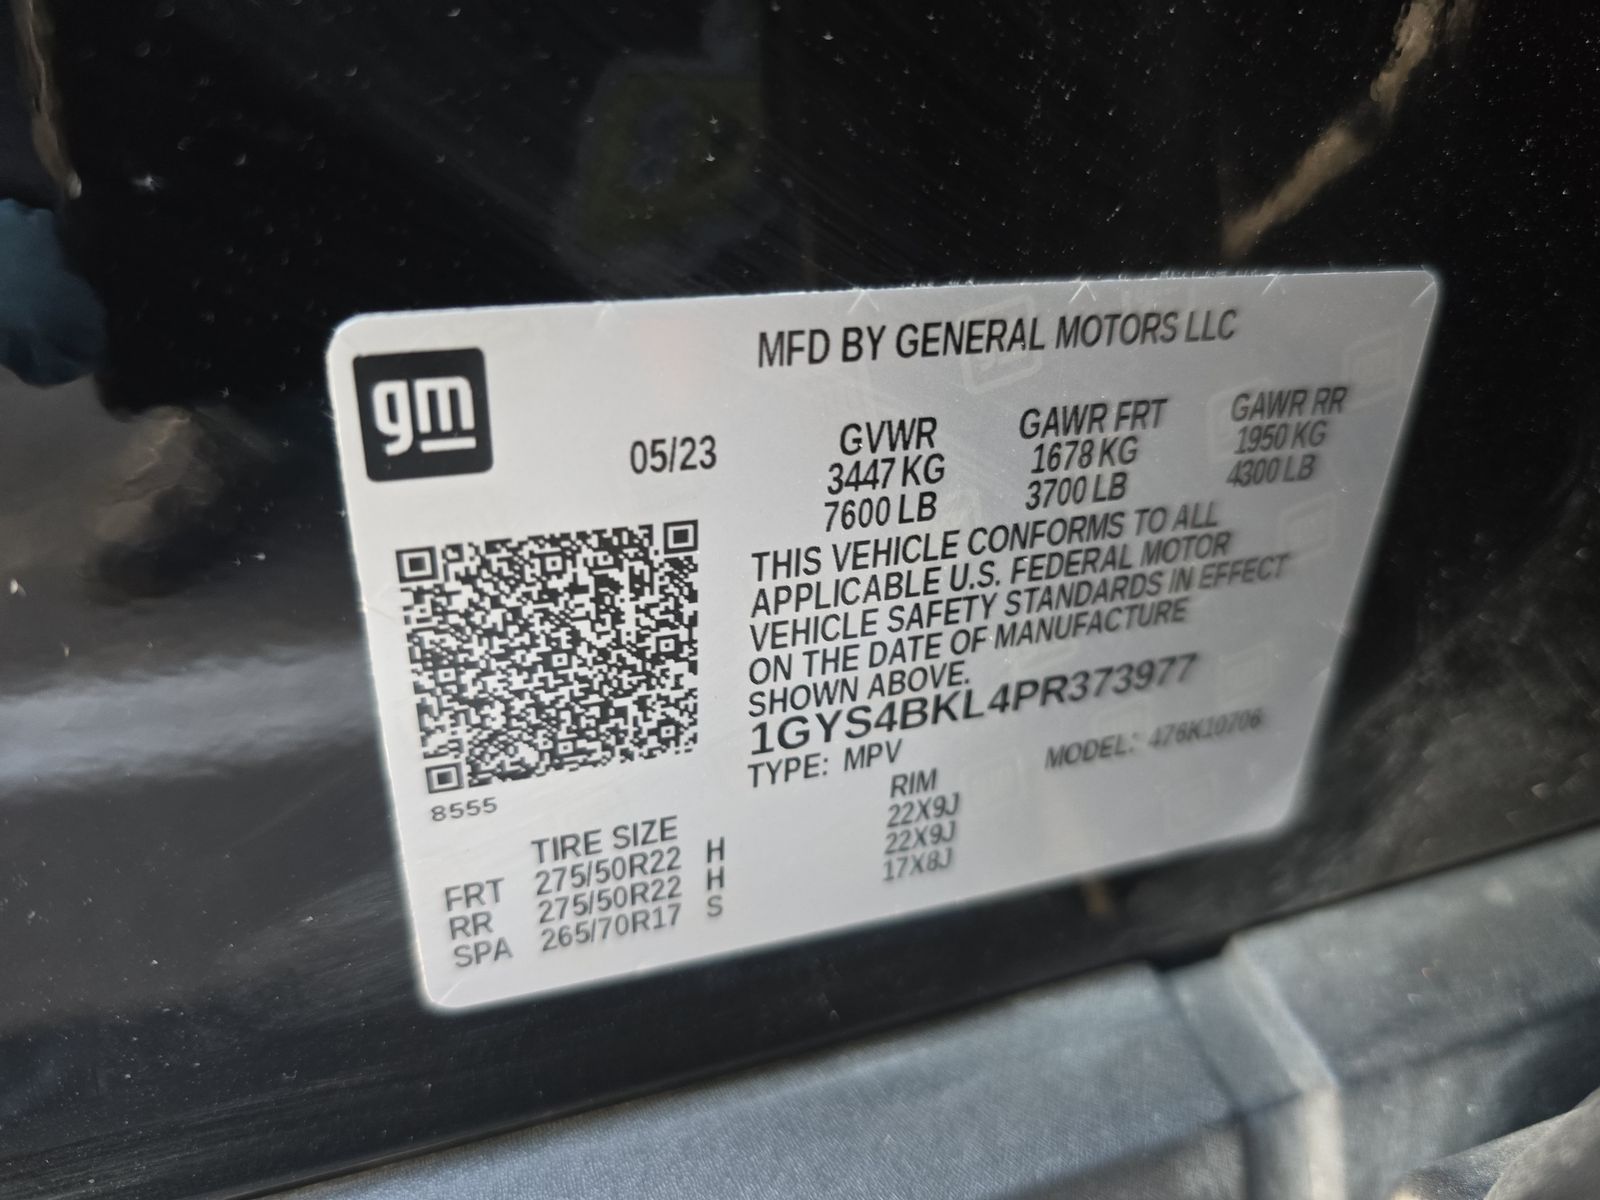 gm
MFD BY GENERAL MOTORS LLC
05/23
GVWR GAWR FRT GAWR RR
3447 KG 1678 KG 1950 KG
7600 LB 3700 LB 4300 LB
THIS VEHICLE CONFORMS TO ALL
APPLICABLE U.S. FEDERAL MOTOR
VEHICLE SAFETY STANDARDS IN EFFECT
ON THE DATE OF MANUFACTURE
SHOWN ABOVE.
1GYS4BKL4PR373977
TYPE: MPV MODEL: 476K10706
8555
TIRE SIZE RIM
FRT 275/50R22 H 22X9J
RR 275/50R22 H 22X9J
SPA 265/70R17 S 17X8J